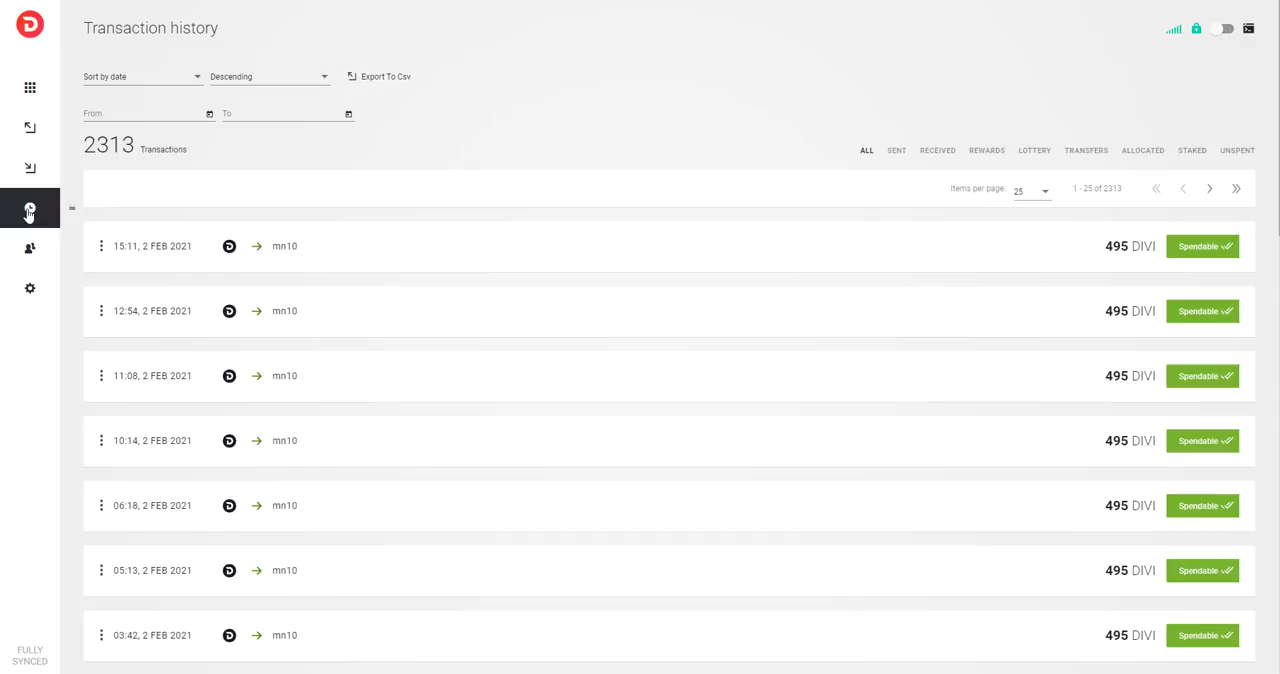 Transaction history
Sort by date
Descending
Export To Csv
From
To
2313 Transactions
ALL SENT RECEIVED REWARDS LOTTERY TRANSFERS ALLOCATED STAKED UNSPENT
Items per page: 25 1 - 25 of 2313
15:11, 2 FEB 2021 mn10 495 DIVI Spendable
12:54, 2 FEB 2021 mn10 495 DIVI Spendable
11:08, 2 FEB 2021 mn10 495 DIVI Spendable
10:14, 2 FEB 2021 mn10 495 DIVI Spendable
06:18, 2 FEB 2021 mn10 495 DIVI Spendable
05:13, 2 FEB 2021 mn10 495 DIVI Spendable
03:42, 2 FEB 2021 mn10 495 DIVI Spendable
FULLY
SYNCED